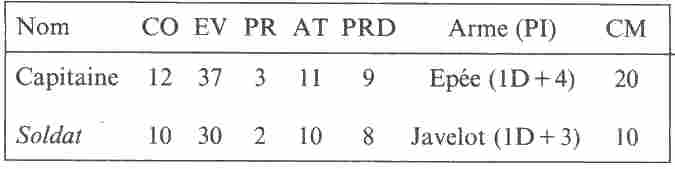 Nom CO EV PR AT PRD Arme (PI) CM
Capitaine 12 37 3 11 9 Epée (1D+4) 20
Soldat 10 30 2 10 8 Javelot (1D+3) 10